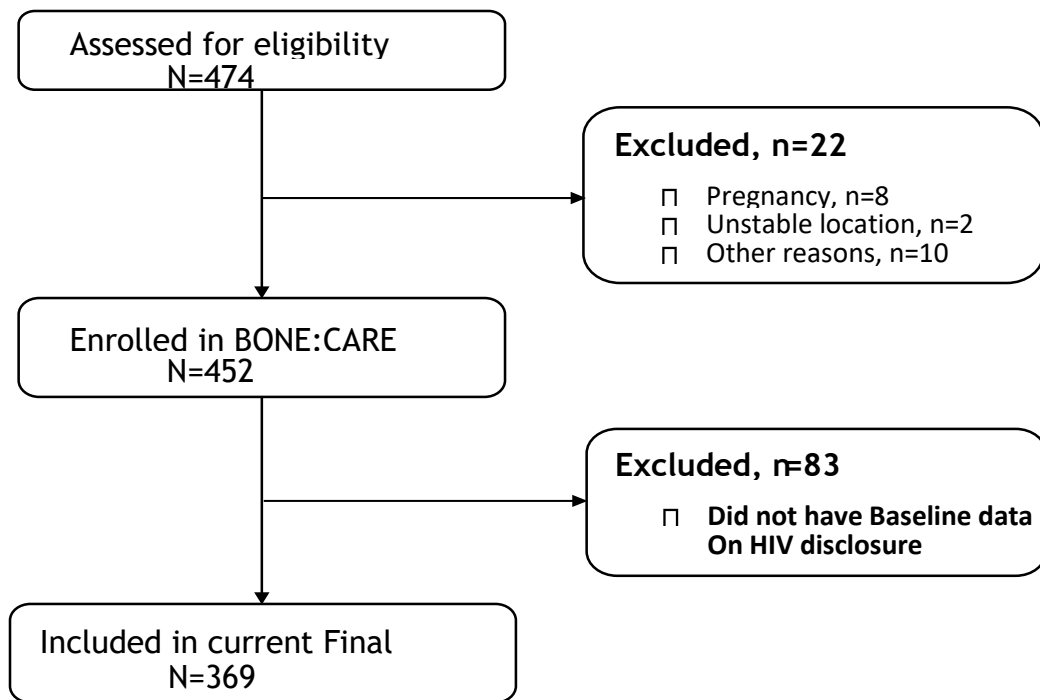 Assessed for eligibility
N=474
Excluded, n=22
Pregnancy, n=8
Unstable location, n=2
Other reasons, n=10
Enrolled in BONE:CARE
N=452
Excluded, n=83
Did not have Baseline data
On HIV disclosure
Included in current Final
N=369